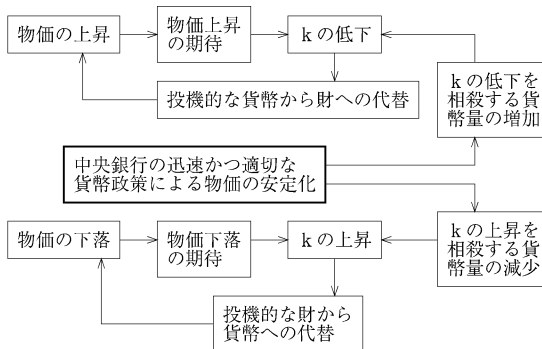 物価の上昇
物価上昇
の期待
kの低下
投機的な貨幣から財への代替
kの低下を
相殺する貨
幣量の増加
中央銀行の迅速かつ適切な
貨幣政策による物価の安定化
物価の下落
物価下落
の期待
kの上昇
kの上昇を
相殺する貨
幣量の減少
投機的な財から
貨幣への代替